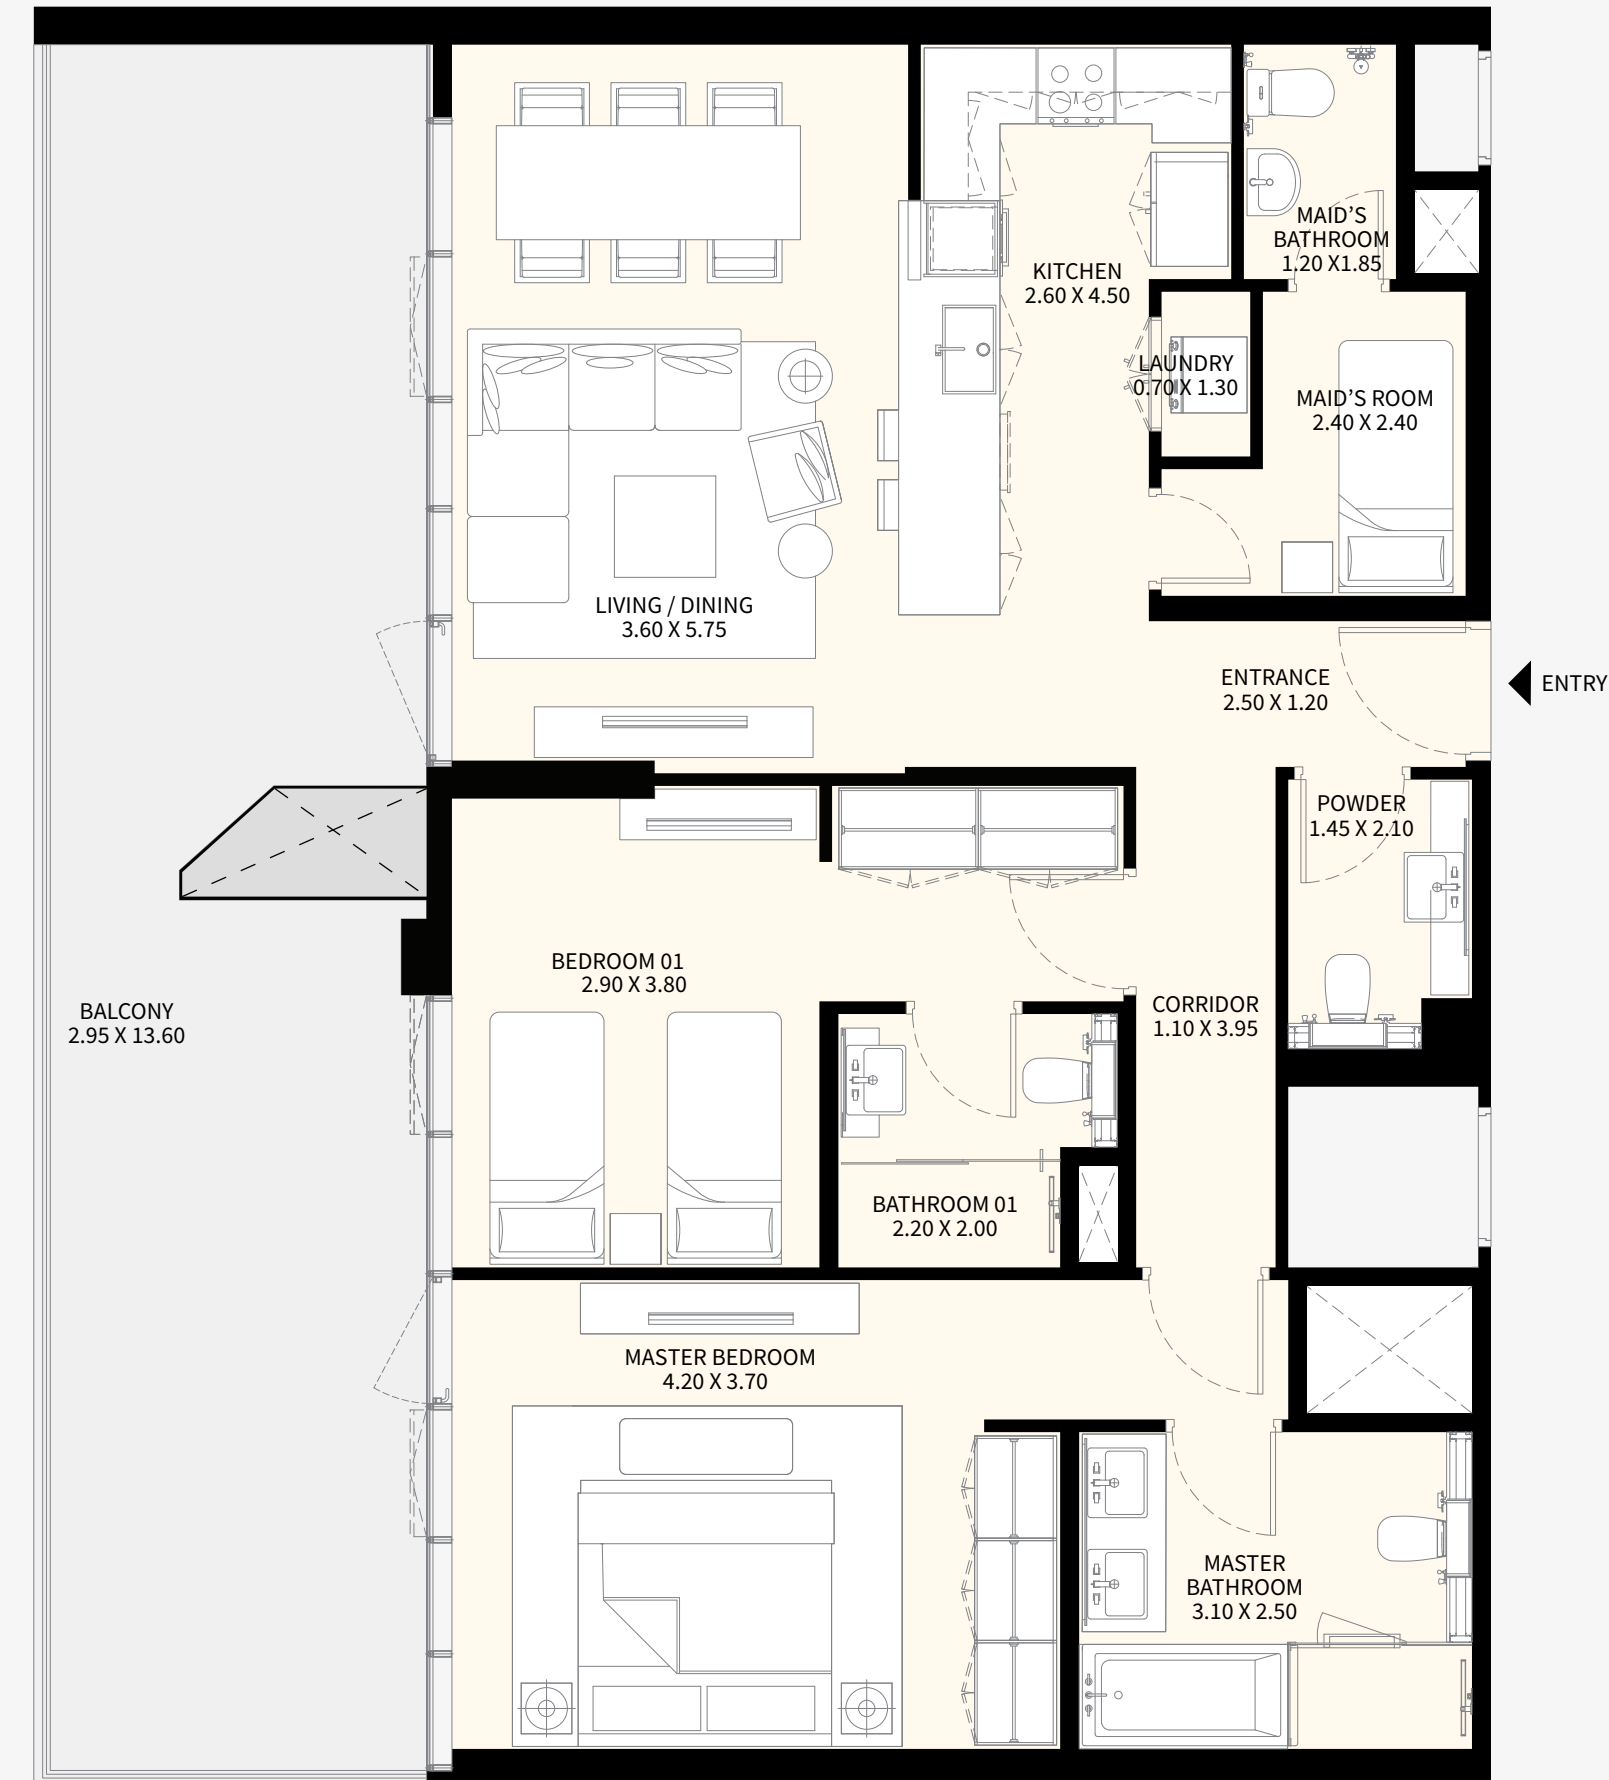 MAID’S
BATHROOM
1.20 X1.85
KITCHEN
2.60 X 4.50
LAUNDRY
0.70 X 1.30
MAID’S ROOM
2.40 X 2.40
LIVING / DINING
3.60 X 5.75
ENTRANCE
2.50 X 1.20
ENTRY
POWDER
1.45 X 2.10
BEDROOM 01
2.90 X 3.80
BALCONY
2.95 X 13.60
CORRIDOR
1.10 X 3.95
BATHROOM 01
2.20 X 2.00
MASTER BEDROOM
4.20 X 3.70
MASTER
BATHROOM
3.10 X 2.50